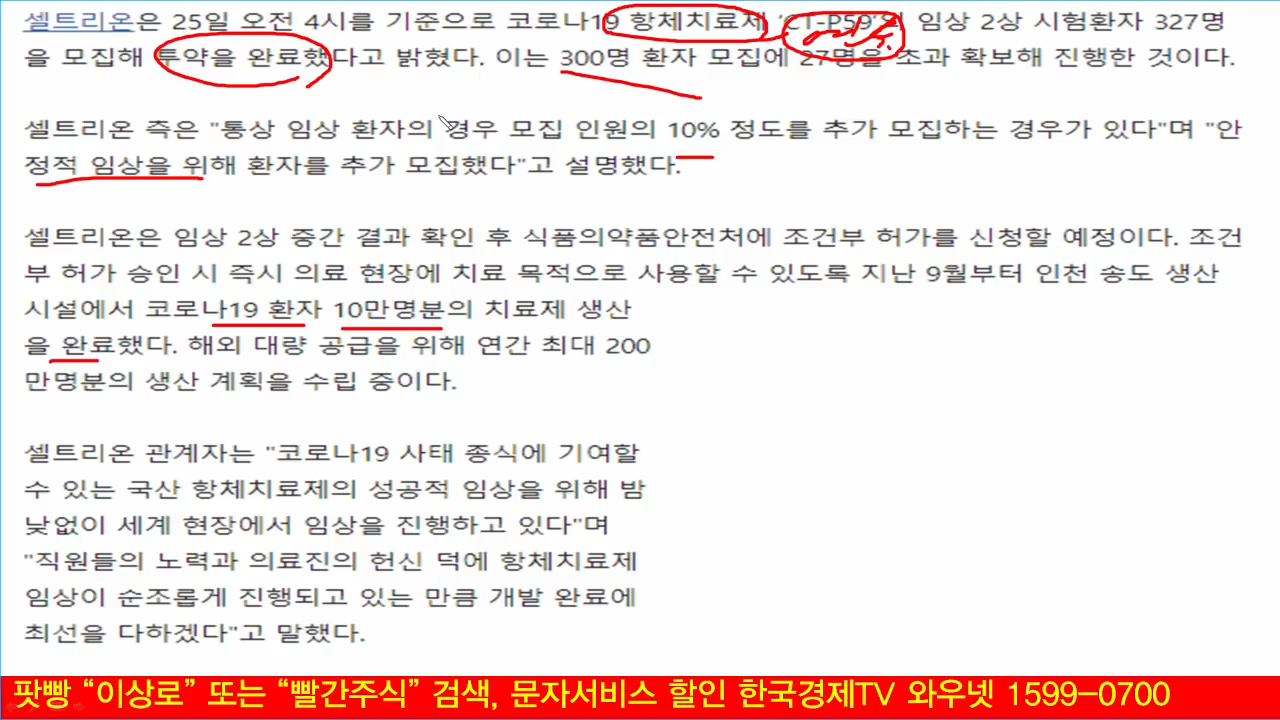 셀트리온은 25일 오전 4시를 기준으로 코로나19 항체치료제 'CT-P59'의 임상 2상 시험환자 327명
을 모집해 투약을 완료했다고 밝혔다. 이는 300명 환자 모집에 27명을 초과 확보해 진행한 것이다.
셀트리온 측은 "통상 임상 환자의 경우 모집 인원의 10% 정도를 추가 모집하는 경우가 있다"며 "안
정적 임상을 위해 환자를 추가 모집했다"고 설명했다.
셀트리온은 임상 2상 중간 결과 확인 후 식품의약품안전처에 조건부 허가를 신청할 예정이다. 조건
부 허가 승인 시 즉시 의료 현장에 치료 목적으로 사용할 수 있도록 지난 9월부터 인천 송도 생산
시설에서 코로나19 환자 10만명분의 치료제 생산
을 완료했다. 해외 대량 공급을 위해 연간 최대 200
만명분의 생산 계획을 수립 중이다.
셀트리온 관계자는 "코로나19 사태 종식에 기여할
수 있는 국산 항체치료제의 성공적 임상을 위해 밤
낮없이 세계 현장에서 임상을 진행하고 있다"며
"직원들의 노력과 의료진의 헌신 덕에 항체치료제
임상이 순조롭게 진행되고 있는 만큼 개발 완료에
최선을 다하겠다"고 말했다.
팟빵 “이상로” 또는 “빨간주식” 검색, 문자서비스 할인 한국경제TV 와우넷 1599-0700